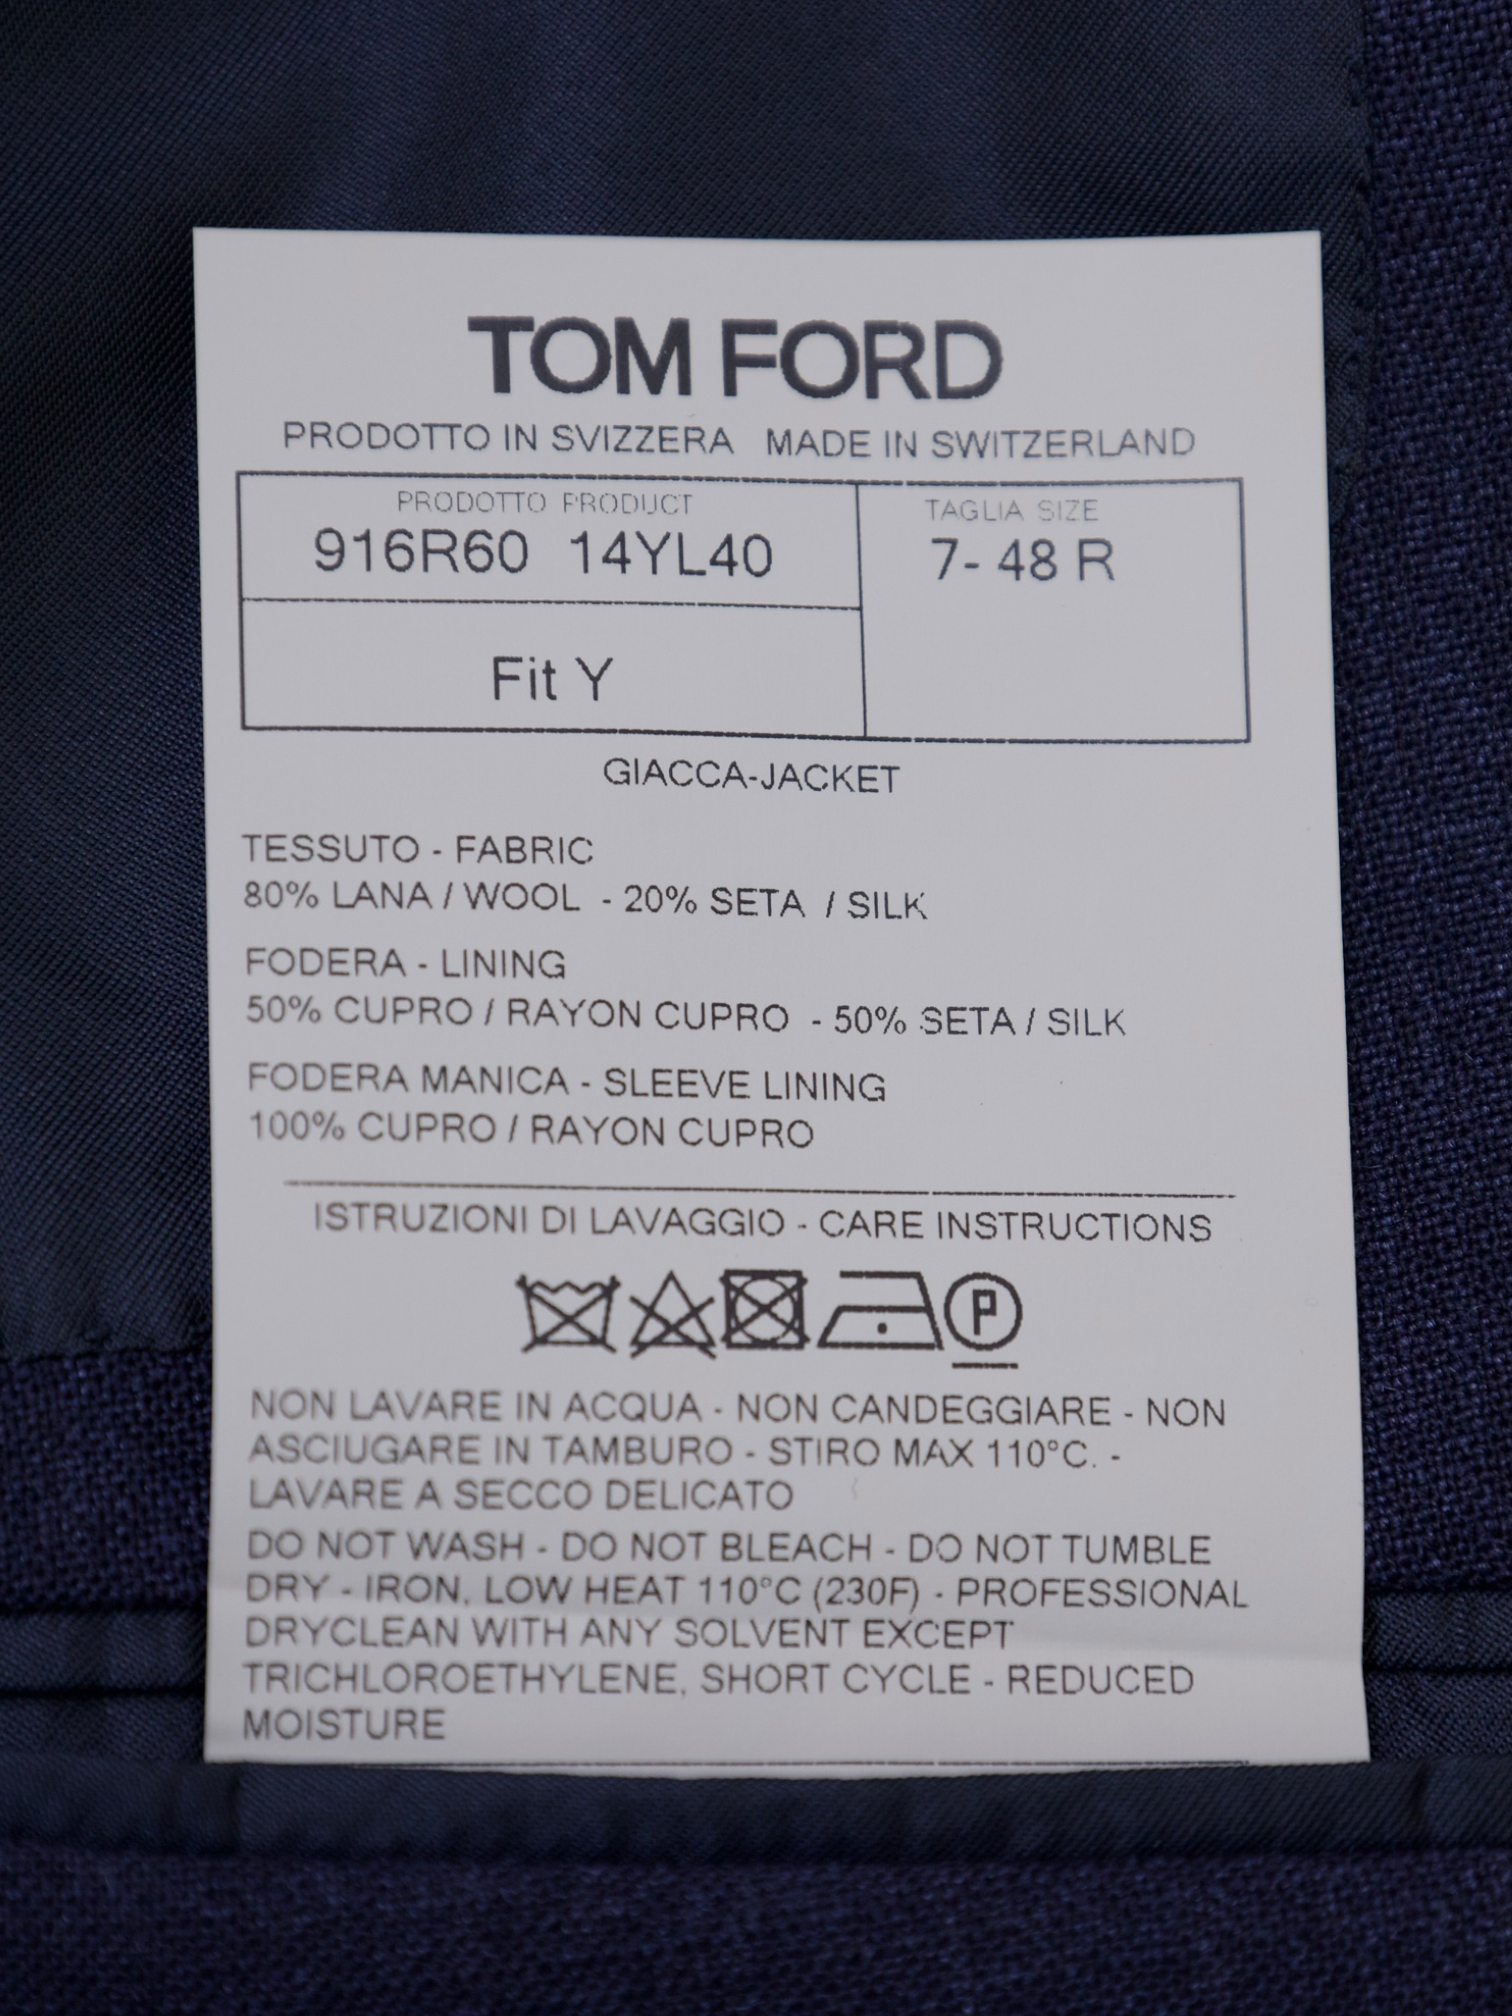 TOM FORD
PRODOTTO IN SVIZZERA MADE IN SWITZERLAND
PRODOTTO PRODUCT
916R60 14YL40
TAGLIA SIZE
7- 48 R
Fit Y
GIACCA-JACKET
TESSUTO - FABRIC
80% LANA / WOOL - 20% SETA / SILK
FODERA - LINING
50% CUPRO / RAYON CUPRO - 50% SETA / SILK
FODERA MANICA - SLEEVE LINING
100% CUPRO / RAYON CUPRO
ISTRUZIONI DI LAVAGGIO - CARE INSTRUCTIONS
P
NON LAVARE IN ACQUA - NON CANDEGGIARE - NON
ASCIUGARE IN TAMBURO - STIRO MAX 110°C. -
LAVARE A SECCO DELICATO
DO NOT WASH - DO NOT BLEACH - DO NOT TUMBLE
DRY - IRON, LOW HEAT 110°C (230F) - PROFESSIONAL
DRYCLEAN WITH ANY SOLVENT EXCEPT
TRICHLOROETHYLENE, SHORT CYCLE - REDUCED
MOISTURE